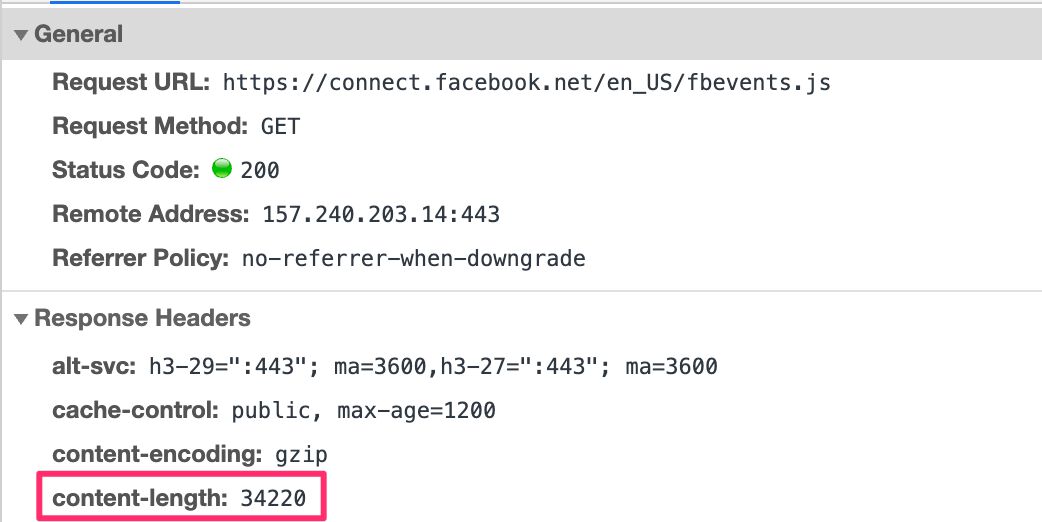 General
Request URL: https://connect.facebook.net/en_US/fbevents.js
Request Method: GET
Status Code: 200
Remote Address: 157.240.203.14:443
Referrer Policy: no-referrer-when-downgrade
Response Headers
alt-svc: h3-29=":443"; ma=3600,h3-27=":443"; ma=3600
cache-control: public, max-age=1200
content-encoding: gzip
content-length: 34220